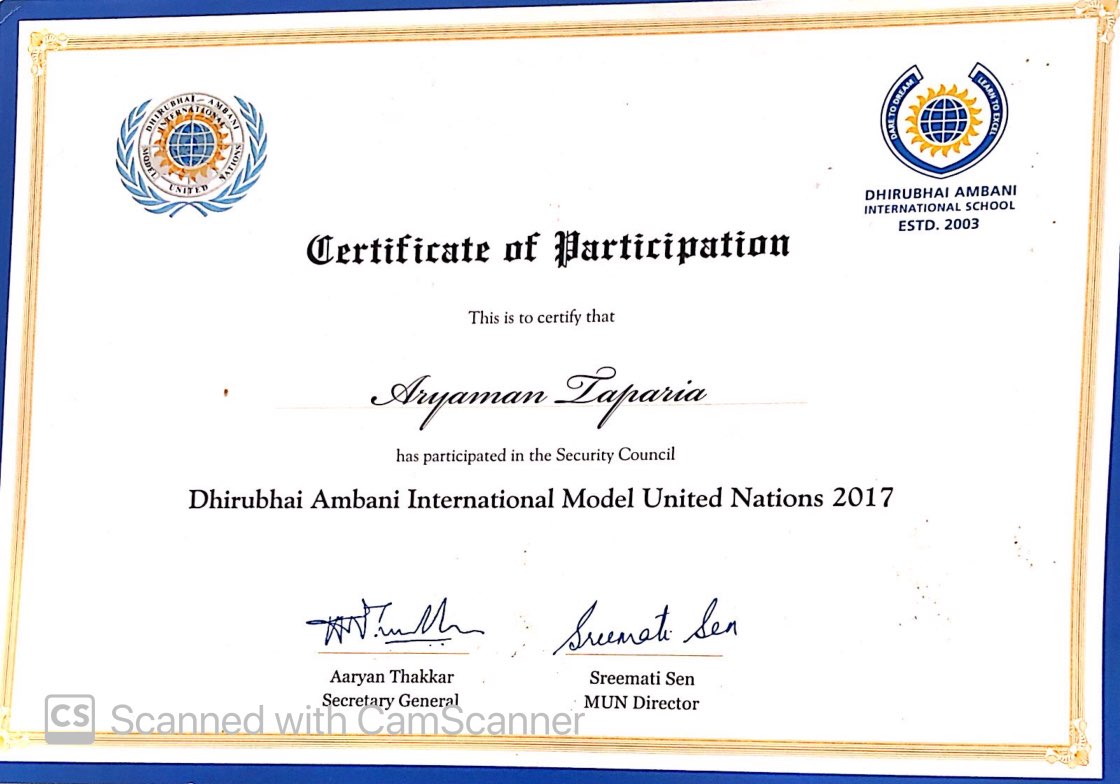 DHIRUBHAI AMBANI
INTERNATIONAL
MODEL UNITED NATIONS
DARE TO DREAM
LEARN TO EXCEL
DHIRUBHAI AMBANI
INTERNATIONAL SCHOOL
ESTD. 2003
Certificate of Participation
This is to certify that
Aryaman Taparia
has participated in the Security Council
Dhirubhai Ambani International Model United Nations 2017
Sreemati Sen
Aaryan Thakkar
Secretary General
Sreemati Sen
MUN Director
CS Scanned with CamScanner